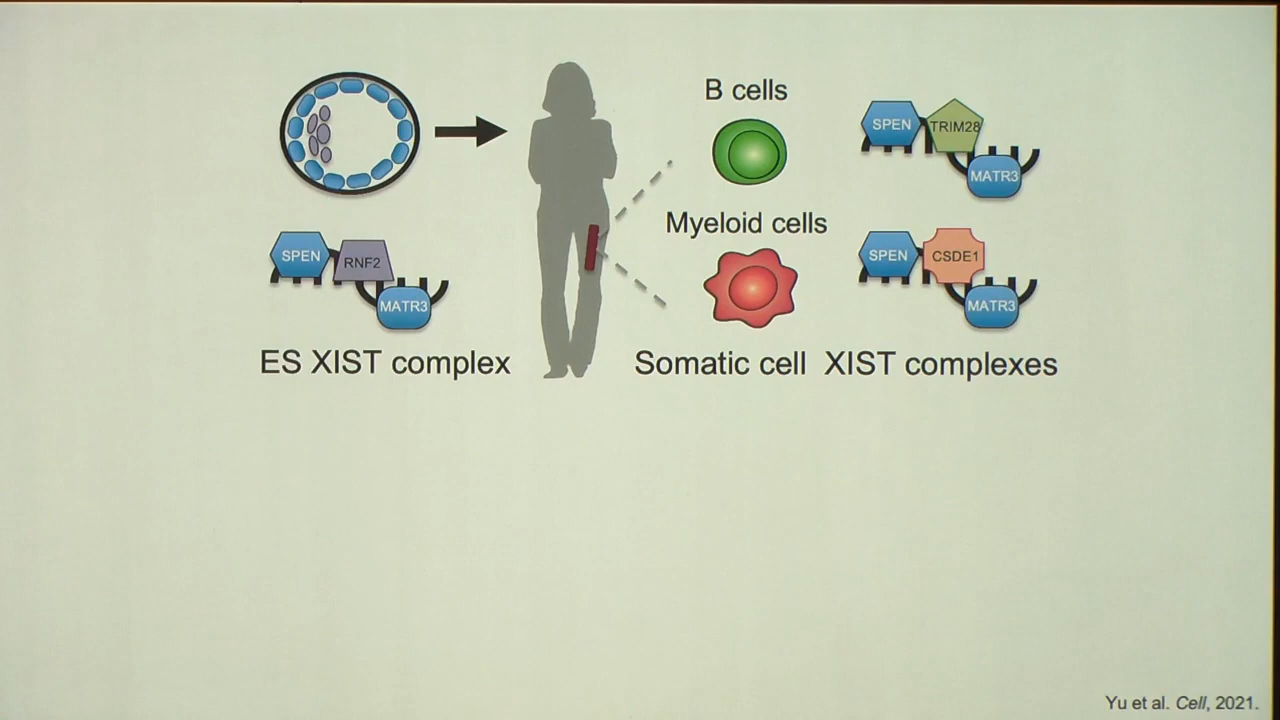 B cells
SPEN
TRIM28
MATR3
Myeloid cells
SPEN
RNF2
MATR3
SPEN
CSDE1
MATR3
ES XIST complex
Somatic cell XIST complexes
Yu et al. Cell, 2021.